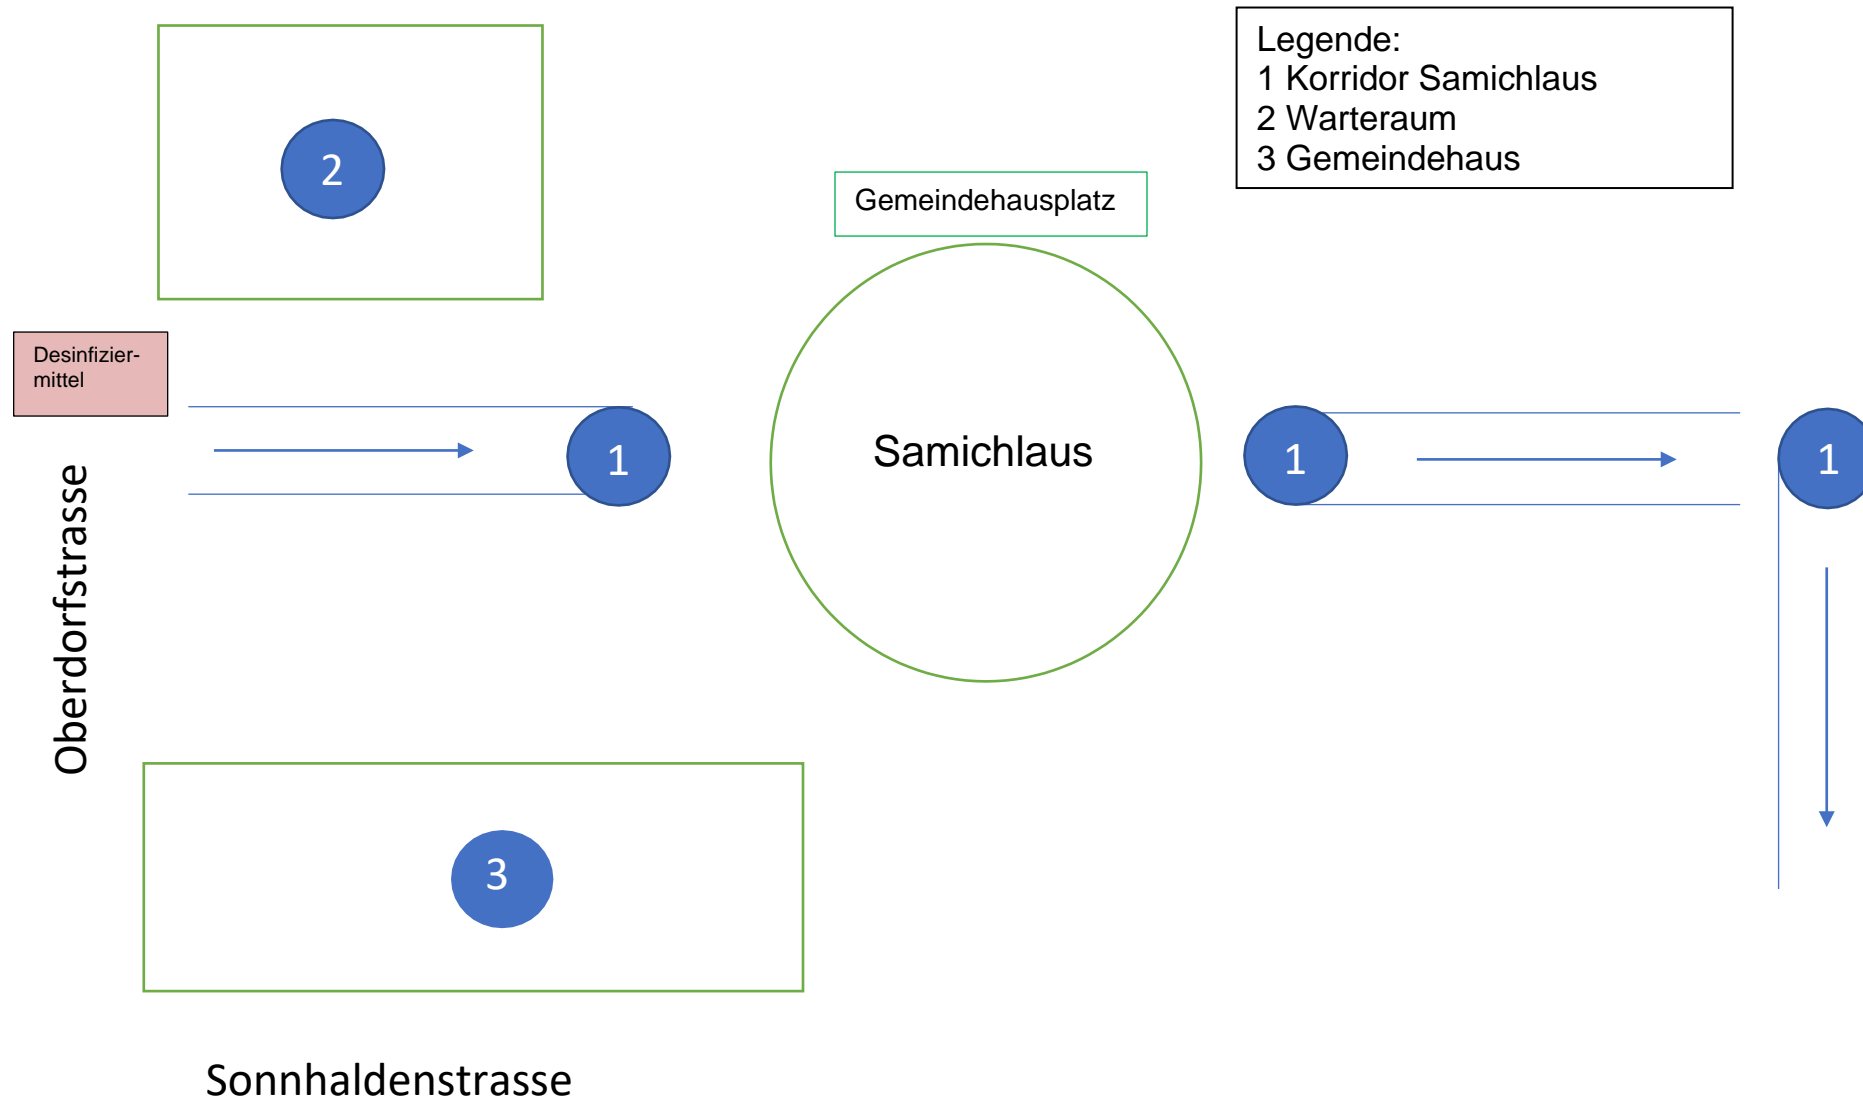 Legende:
1 Korridor Samichlaus
2 Warteraum
3 Gemeindehaus
2
Gemeindehausplatz
Desinfizier-
mittel
1
Samichlaus
1
1
Oberdorfstrasse
3
Sonnhaldenstrasse